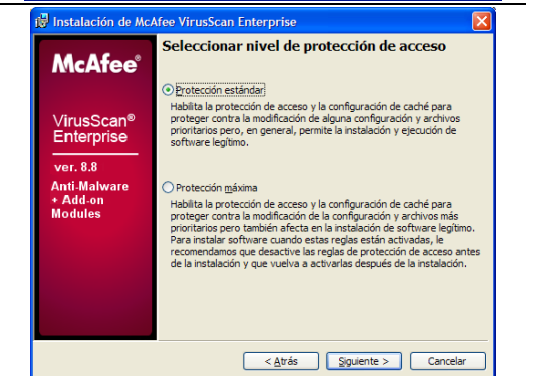 Instalación de McAfee VirusScan Enterprise
McAfee®
VirusScan®
Enterprise
ver. 8.8
Anti-Malware
+ Add-on
Modules
Seleccionar nivel de protección de acceso
Protección estándar
Habilita la protección de acceso y la configuración de caché para
proteger contra la modificación de alguna configuración y archivos
prioritarios pero, en general, permite la instalación y ejecución de
software legítimo.
Protección máxima
Habilita la protección de acceso y la configuración de caché para
proteger contra la modificación de la configuración y archivos más
prioritarios pero también afecta en la instalación de software legítimo.
Para instalar software cuando estas reglas están activadas, le
recomendamos que desactive las reglas de protección de acceso antes
de la instalación y que vuelva a activarlas después de la instalación.
< Atrás
Siguiente >
Cancelar